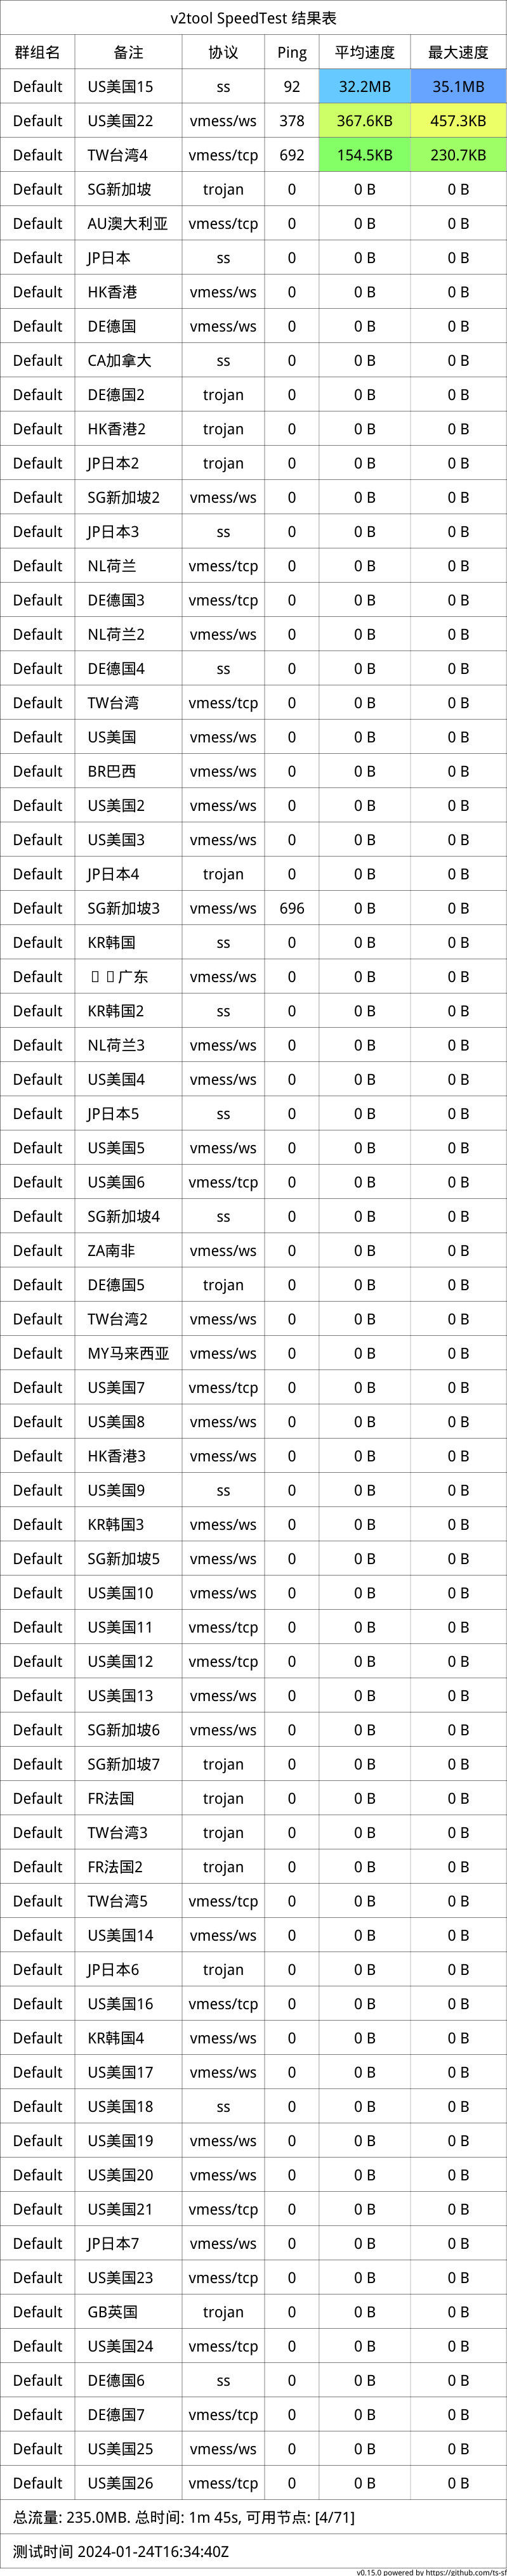 v2tool SpeedTest 结果表
群组名 备注 协议 Ping 平均速度 最大速度
Default US美国15 ss 92 32.2MB 35.1MB
Default US美国22 vmess/ws 378 367.6KB 457.3KB
Default TW台湾4 vmess/tcp 692 154.5KB 230.7KB
Default SG新加坡 trojan 0 0 B 0 B
Default AU澳大利亚 vmess/tcp 0 0 B 0 B
Default JP日本 ss 0 0 B 0 B
Default HK香港 vmess/ws 0 0 B 0 B
Default DE德国 vmess/ws 0 0 B 0 B
Default CA加拿大 ss 0 0 B 0 B
Default DE德国2 trojan 0 0 B 0 B
Default HK香港2 trojan 0 0 B 0 B
Default JP日本2 trojan 0 0 B 0 B
Default SG新加坡2 vmess/ws 0 0 B 0 B
Default JP日本3 ss 0 0 B 0 B
Default NL荷兰 vmess/tcp 0 0 B 0 B
Default DE德国3 vmess/tcp 0 0 B 0 B
Default NL荷兰2 vmess/ws 0 0 B 0 B
Default DE德国4 ss 0 0 B 0 B
Default TW台湾 vmess/tcp 0 0 B 0 B
Default US美国 vmess/ws 0 0 B 0 B
Default BR巴西 vmess/ws 0 0 B 0 B
Default US美国2 vmess/ws 0 0 B 0 B
Default US美国3 vmess/ws 0 0 B 0 B
Default JP日本4 trojan 0 0 B 0 B
Default SG新加坡3 vmess/ws 696 0 B 0 B
Default KR韩国 ss 0 0 B 0 B
Default 广东 vmess/ws 0 0 B 0 B
Default KR韩国2 ss 0 0 B 0 B
Default NL荷兰3 vmess/ws 0 0 B 0 B
Default US美国4 vmess/ws 0 0 B 0 B
Default JP日本5 ss 0 0 B 0 B
Default US美国5 vmess/ws 0 0 B 0 B
Default US美国6 vmess/tcp 0 0 B 0 B
Default SG新加坡4 ss 0 0 B 0 B
Default ZA南非 vmess/ws 0 0 B 0 B
Default DE德国5 trojan 0 0 B 0 B
Default TW台湾2 vmess/ws 0 0 B 0 B
Default MY马来西亚 vmess/ws 0 0 B 0 B
Default US美国7 vmess/tcp 0 0 B 0 B
Default US美国8 vmess/ws 0 0 B 0 B
Default HK香港3 vmess/ws 0 0 B 0 B
Default US美国9 ss 0 0 B 0 B
Default KR韩国3 vmess/ws 0 0 B 0 B
Default SG新加坡5 vmess/ws 0 0 B 0 B
Default US美国10 vmess/ws 0 0 B 0 B
Default US美国11 vmess/tcp 0 0 B 0 B
Default US美国12 vmess/tcp 0 0 B 0 B
Default US美国13 vmess/ws 0 0 B 0 B
Default SG新加坡6 vmess/ws 0 0 B 0 B
Default SG新加坡7 trojan 0 0 B 0 B
Default FR法国 trojan 0 0 B 0 B
Default TW台湾3 trojan 0 0 B 0 B
Default FR法国2 trojan 0 0 B 0 B
Default TW台湾5 vmess/tcp 0 0 B 0 B
Default US美国14 vmess/ws 0 0 B 0 B
Default JP日本6 trojan 0 0 B 0 B
Default US美国16 vmess/tcp 0 0 B 0 B
Default KR韩国4 vmess/ws 0 0 B 0 B
Default US美国17 vmess/ws 0 0 B 0 B
Default US美国18 ss 0 0 B 0 B
Default US美国19 vmess/ws 0 0 B 0 B
Default US美国20 vmess/ws 0 0 B 0 B
Default US美国21 vmess/tcp 0 0 B 0 B
Default JP日本7 vmess/ws 0 0 B 0 B
Default US美国23 vmess/tcp 0 0 B 0 B
Default GB英国 trojan 0 0 B 0 B
Default US美国24 vmess/tcp 0 0 B 0 B
Default DE德国6 ss 0 0 B 0 B
Default DE德国7 vmess/tcp 0 0 B 0 B
Default US美国25 vmess/ws 0 0 B 0 B
Default US美国26 vmess/tcp 0 0 B 0 B
总流量: 235.0MB. 总时间: 1m 45s, 可用节点: [4/71]
测试时间 2024-01-24T16:34:40Z
v0.15.0 powered by https://github.com/ts-sf